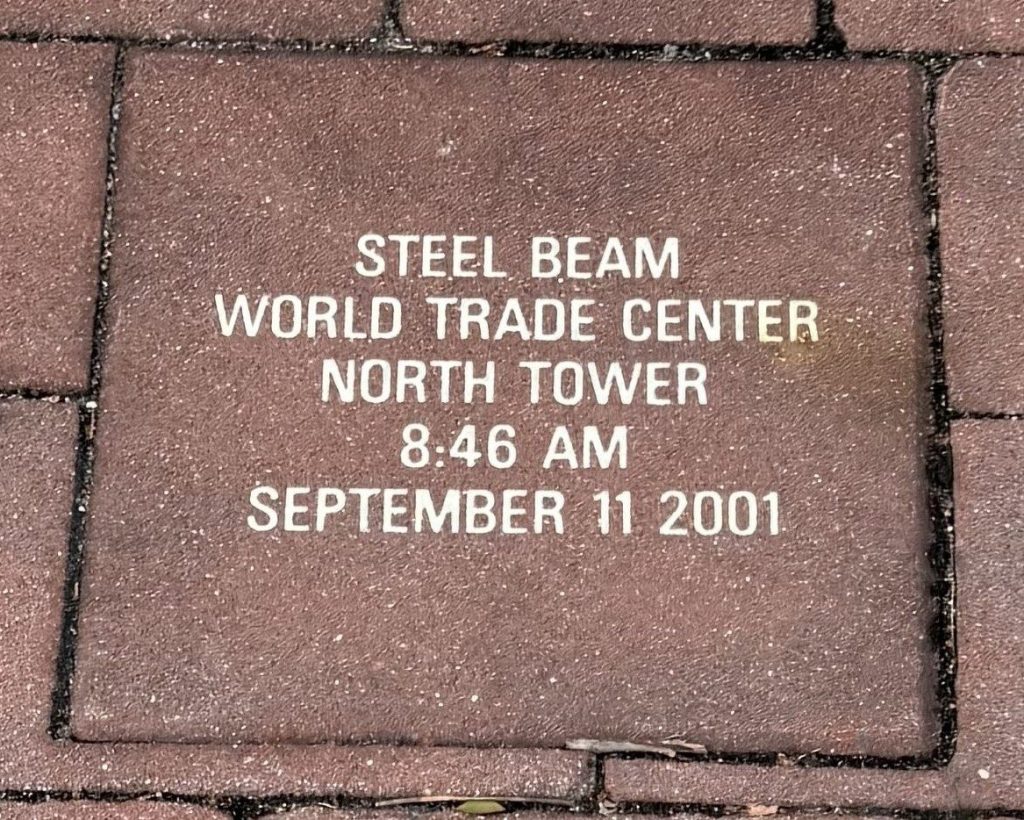 STEEL BEAM
WORLD TRADE CENTER
NORTH TOWER
8:46 AM
SEPTEMBER 11 2001